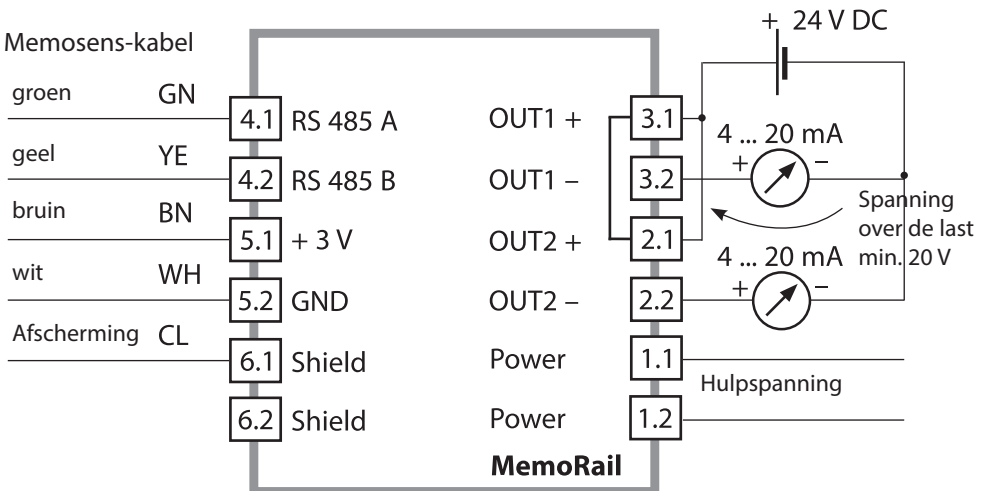 + 24 V DC
Memosens-kabel
groen GN
geel YE
bruin BN
wit WH
Afscherming CL
4.1 RS 485 A
4.2 RS 485 B
5.1 + 3 V
5.2 GND
6.1 Shield
6.2 Shield
OUT1 + 3.1
OUT1 – 3.2
OUT2 + 2.1
OUT2 – 2.2
Power 1.1
Power 1.2
MemoRail
4 ... 20 mA
+ –
Spanning
over de last
min. 20 V
4 ... 20 mA
+ –
Hulpspanning